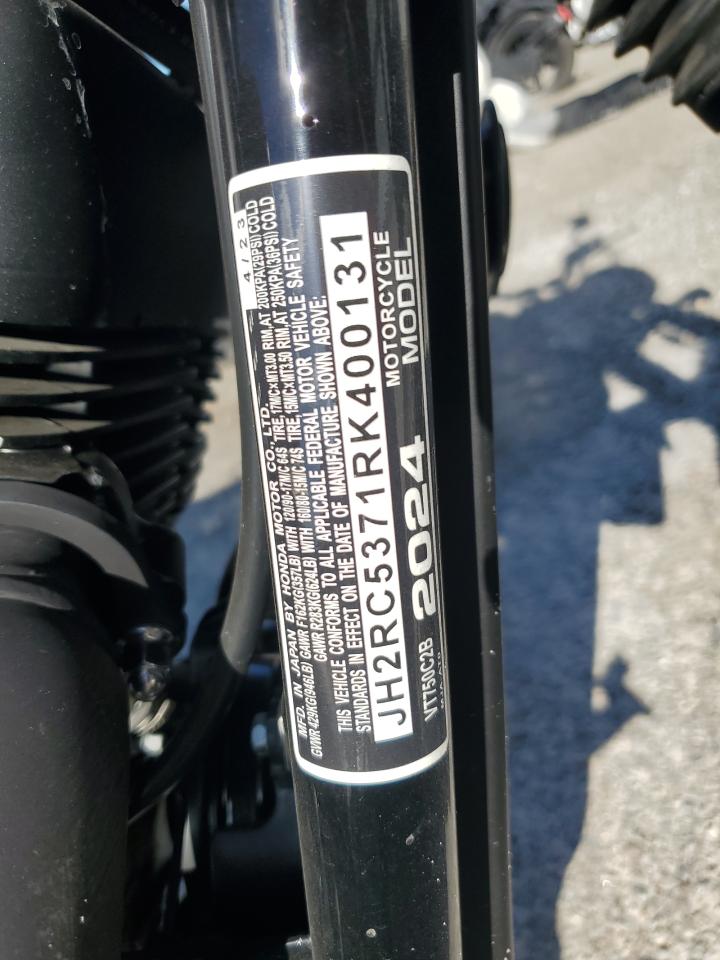 MFD. IN JAPAN BY HONDA MOTOR CO., LTD. 4/23
GVWR 429KG(946LB) GAWR F162KG(357LB) WITH 120/90-17M/C 64S TIRE, 17M/C×MT3.00 RIM, AT 200KPA(29PSI) COLD
GAWR R283KG(624LB) WITH 160/80-15M/C 74S TIRE, 15M/C×MT3.50 RIM, AT 250KPA(36PSI) COLD
THIS VEHICLE CONFORMS TO ALL APPLICABLE FEDERAL MOTOR VEHICLE SAFETY
STANDARDS IN EFFECT ON THE DATE OF MANUFACTURE SHOWN ABOVE:
JH2RC5371RK400131
MOTORCYCLE
VT750C2B 2024 MODEL